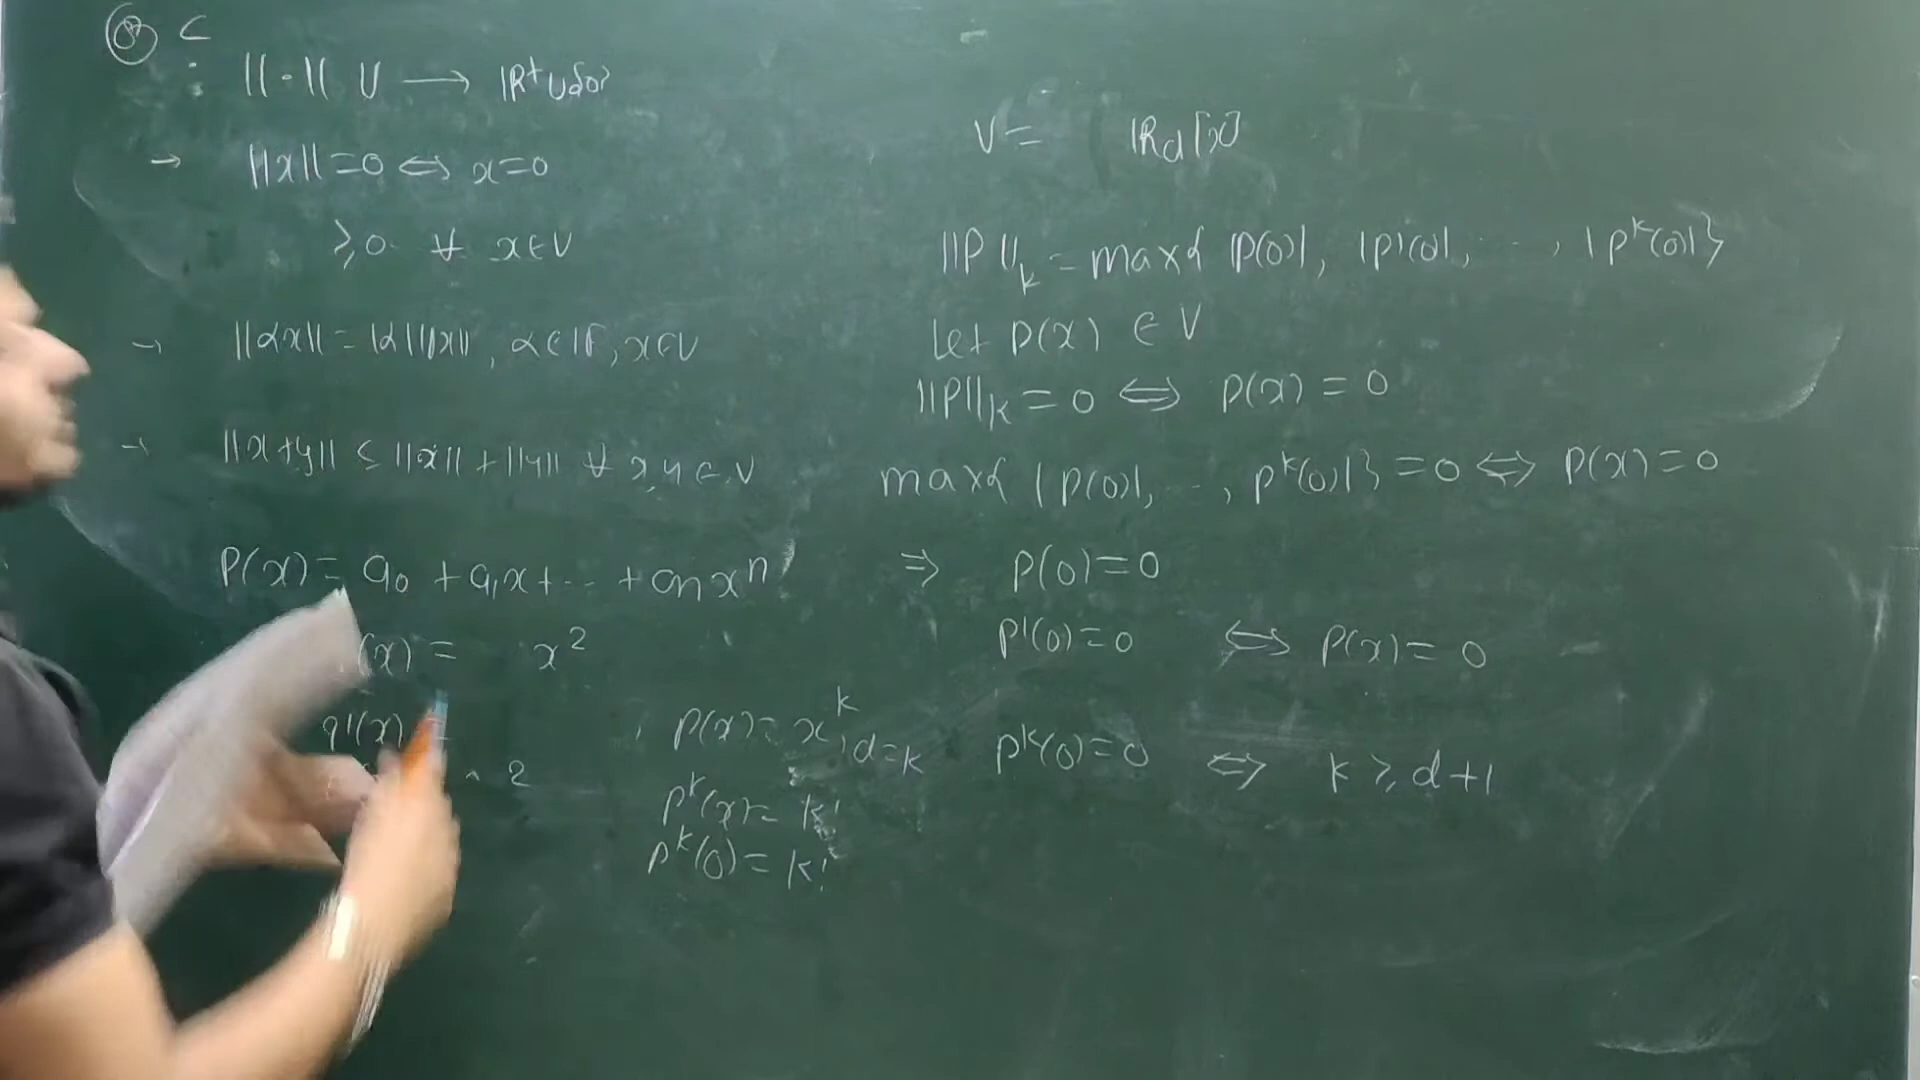 ⑧ C
: ||·|| V → IR⁺∪{0}
→ ||x|| = 0 ⇔ x=0
≥0 ∀ x∈V
→ ||αx|| = |α| ||x||, α∈IF, x∈V
→ ||x+y|| ≤ ||x|| + ||y|| ∀ x,y∈V
P(x) = a₀ + a₁x + ··· + aₙxⁿ
(x) = x²
q'(x) =
2
p(x) = x^k, d=k
p^k(x) = k!
p^k(0) = k!
V = IR_d[x]
||P||_k = max{ |P(0)|, |p'(0)|, ···, |p^k(0)|}
Let P(x) ∈ V
||P||_k = 0 ⇔ P(x) = 0
max{ |P(0)|, ··, p^k(0)|} = 0 ⇔ P(x) = 0
⇒ P(0) = 0
p'(0) = 0 ⇔ P(x) = 0
p^k(0) = 0 ⇔ k ≥ d+1